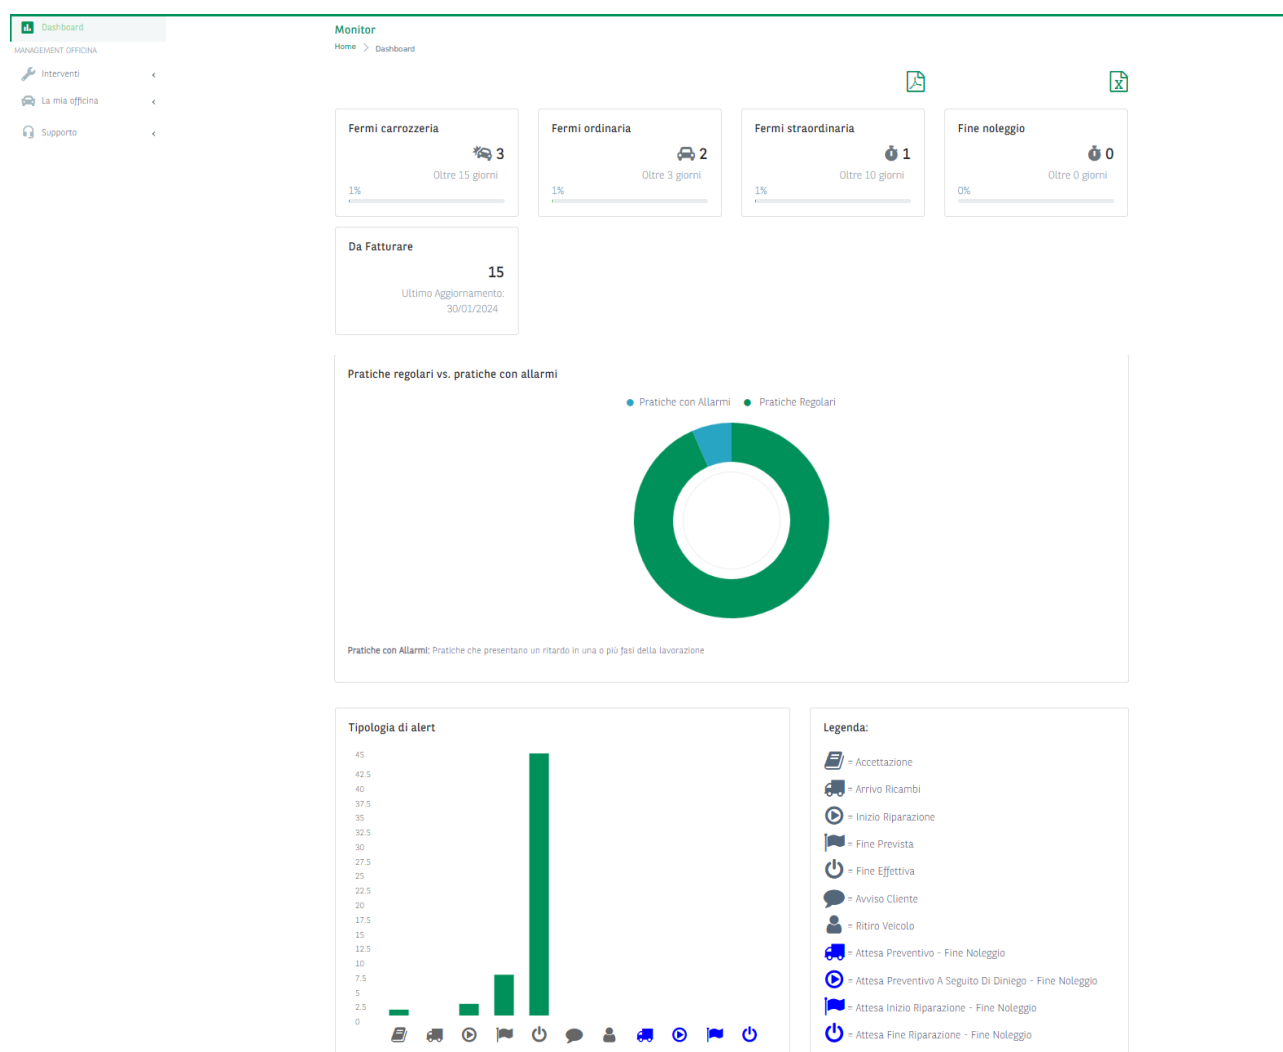 Dashboard
MANAGEMENT OFFICINA
Interventi
La mia officina
Supporto
Monitor
Home > Dashboard
Fermi carrozzeria
3
Oltre 15 giorni
1%
Fermi ordinaria
2
Oltre 3 giorni
1%
Fermi straordinaria
1
Oltre 10 giorni
1%
Fine noleggio
0
Oltre 0 giorni
0%
Da Fatturare
15
Ultimo Aggiornamento:
30/01/2024
Pratiche regolari vs. pratiche con allarmi
Pratiche con Allarmi Pratiche Regolari
Pratiche con Allarmi: Pratiche che presentano un ritardo in una o più fasi della lavorazione
Tipologia di alert
45
42.5
40
37.5
35
32.5
30
27.5
25
22.5
20
17.5
15
12.5
10
7.5
5
2.5
0
Legenda:
= Accettazione
= Arrivo Ricambi
= Inizio Riparazione
= Fine Prevista
= Fine Effettiva
= Avviso Cliente
= Ritiro Veicolo
= Attesa Preventivo - Fine Noleggio
= Attesa Preventivo A Seguito Di Diniego - Fine Noleggio
= Attesa Inizio Riparazione - Fine Noleggio
= Attesa Fine Riparazione - Fine Noleggio